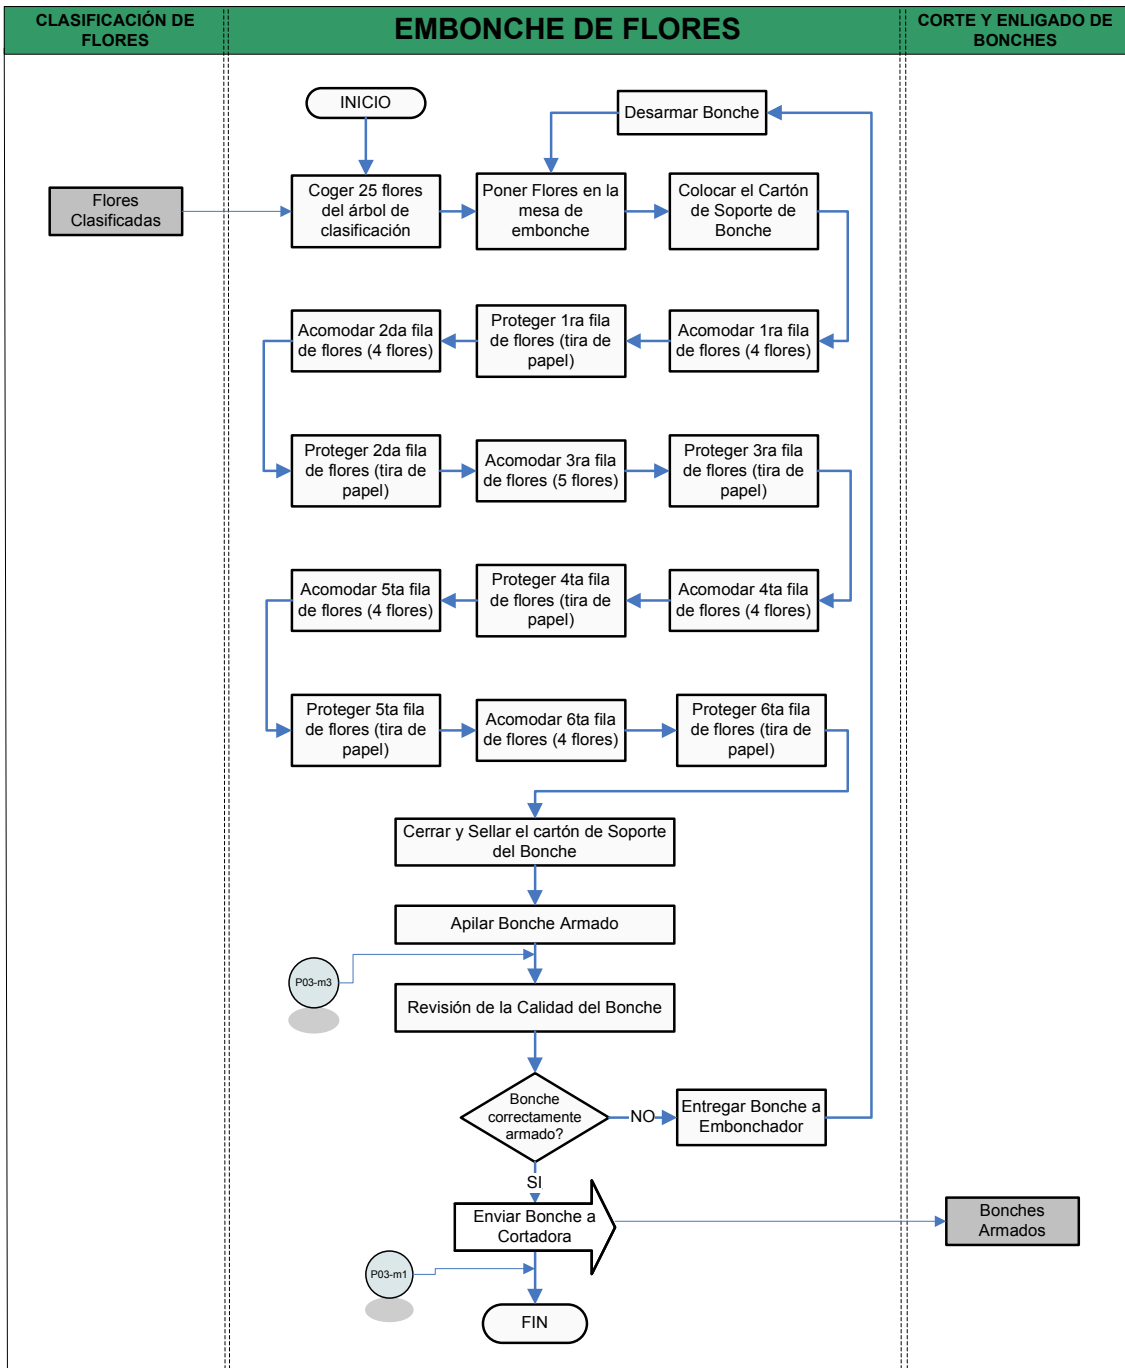 CLASIFICACIÓN DE
FLORES
EMBONCHE DE FLORES
CORTE Y ENLIGADO DE
BONCHES
INICIO
Desarmar Bonche
Flores
Clasificadas
Coger 25 flores
del árbol de
clasificación
Poner Flores en la
mesa de
embonche
Colocar el Cartón
de Soporte de
Bonche
Acomodar 2da fila
de flores (4 flores)
Proteger 1ra fila
de flores (tira de
papel)
Acomodar 1ra fila
de flores (4 flores)
Proteger 2da fila
de flores (tira de
papel)
Acomodar 3ra fila
de flores (5 flores)
Proteger 3ra fila
de flores (tira de
papel)
Acomodar 5ta fila
de flores (4 flores)
Proteger 4ta fila
de flores (tira de
papel)
Acomodar 4ta fila
de flores (4 flores)
Proteger 5ta fila
de flores (tira de
papel)
Acomodar 6ta fila
de flores (4 flores)
Proteger 6ta fila
de flores (tira de
papel)
Cerrar y Sellar el cartón de Soporte
del Bonche
Apilar Bonche Armado
P03-m3
Revisión de la Calidad del Bonche
Bonche
correctamente
armado?
NO
Entregar Bonche a
Embonchador
SI
Enviar Bonche a
Cortadora
Bonches
Armados
P03-m1
FIN